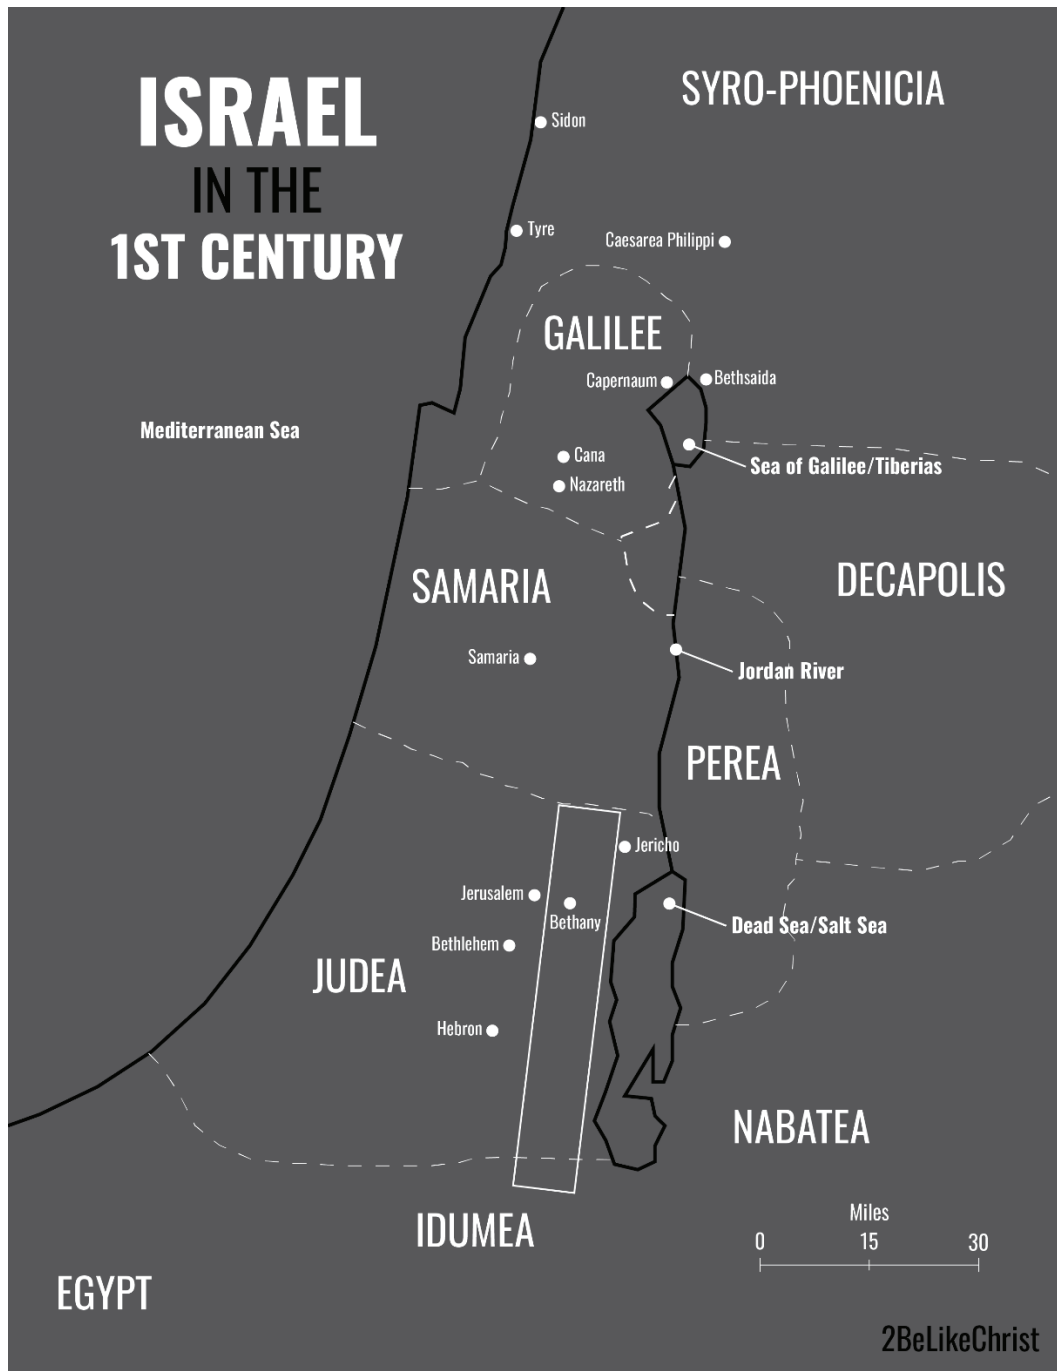 ISRAEL
IN THE
1ST CENTURY
SYRO-PHOENICIA
Sidon
Tyre
Caesarea Philippi
GALILEE
Capernaum
Bethsaida
Mediterranean Sea
Cana
Sea of Galilee/Tiberias
Nazareth
SAMARIA
DECAPOLIS
Samaria
Jordan River
PEREA
Jericho
Jerusalem
Bethany
Dead Sea/Salt Sea
Bethlehem
JUDEA
Hebron
NABATEA
IDUMEA
Miles
0 15 30
EGYPT
2BeLikeChrist